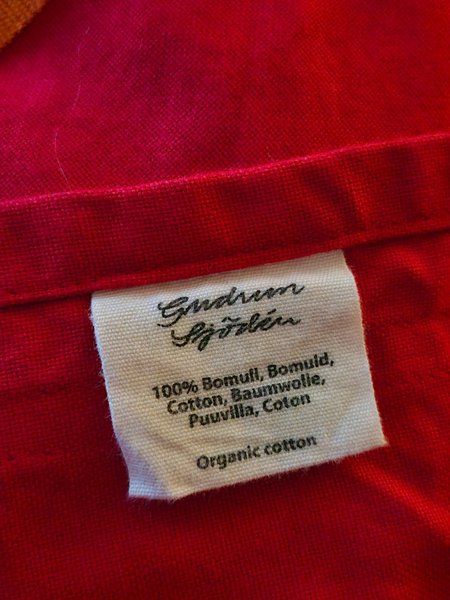 Gudrun
Sjödén
100% Bomull, Bomuld,
Cotton, Baumwolle,
Puuvilla, Coton
Organic cotton